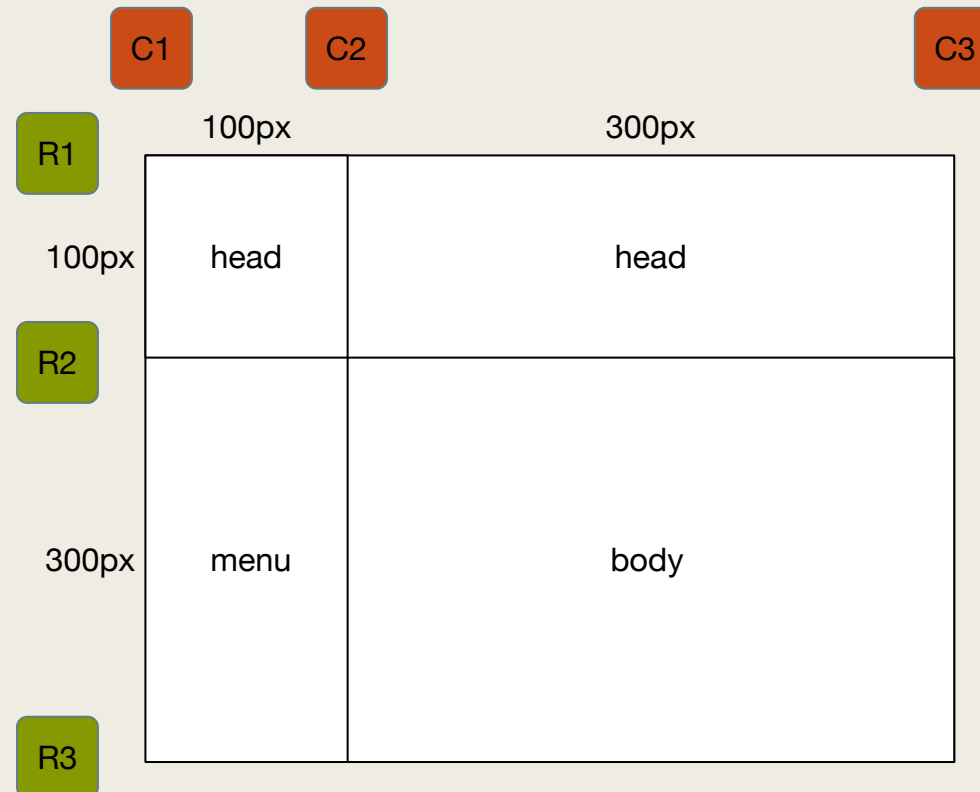 C1 C2 C3
100px 300px
R1
100px head head
R2
300px menu body
R3